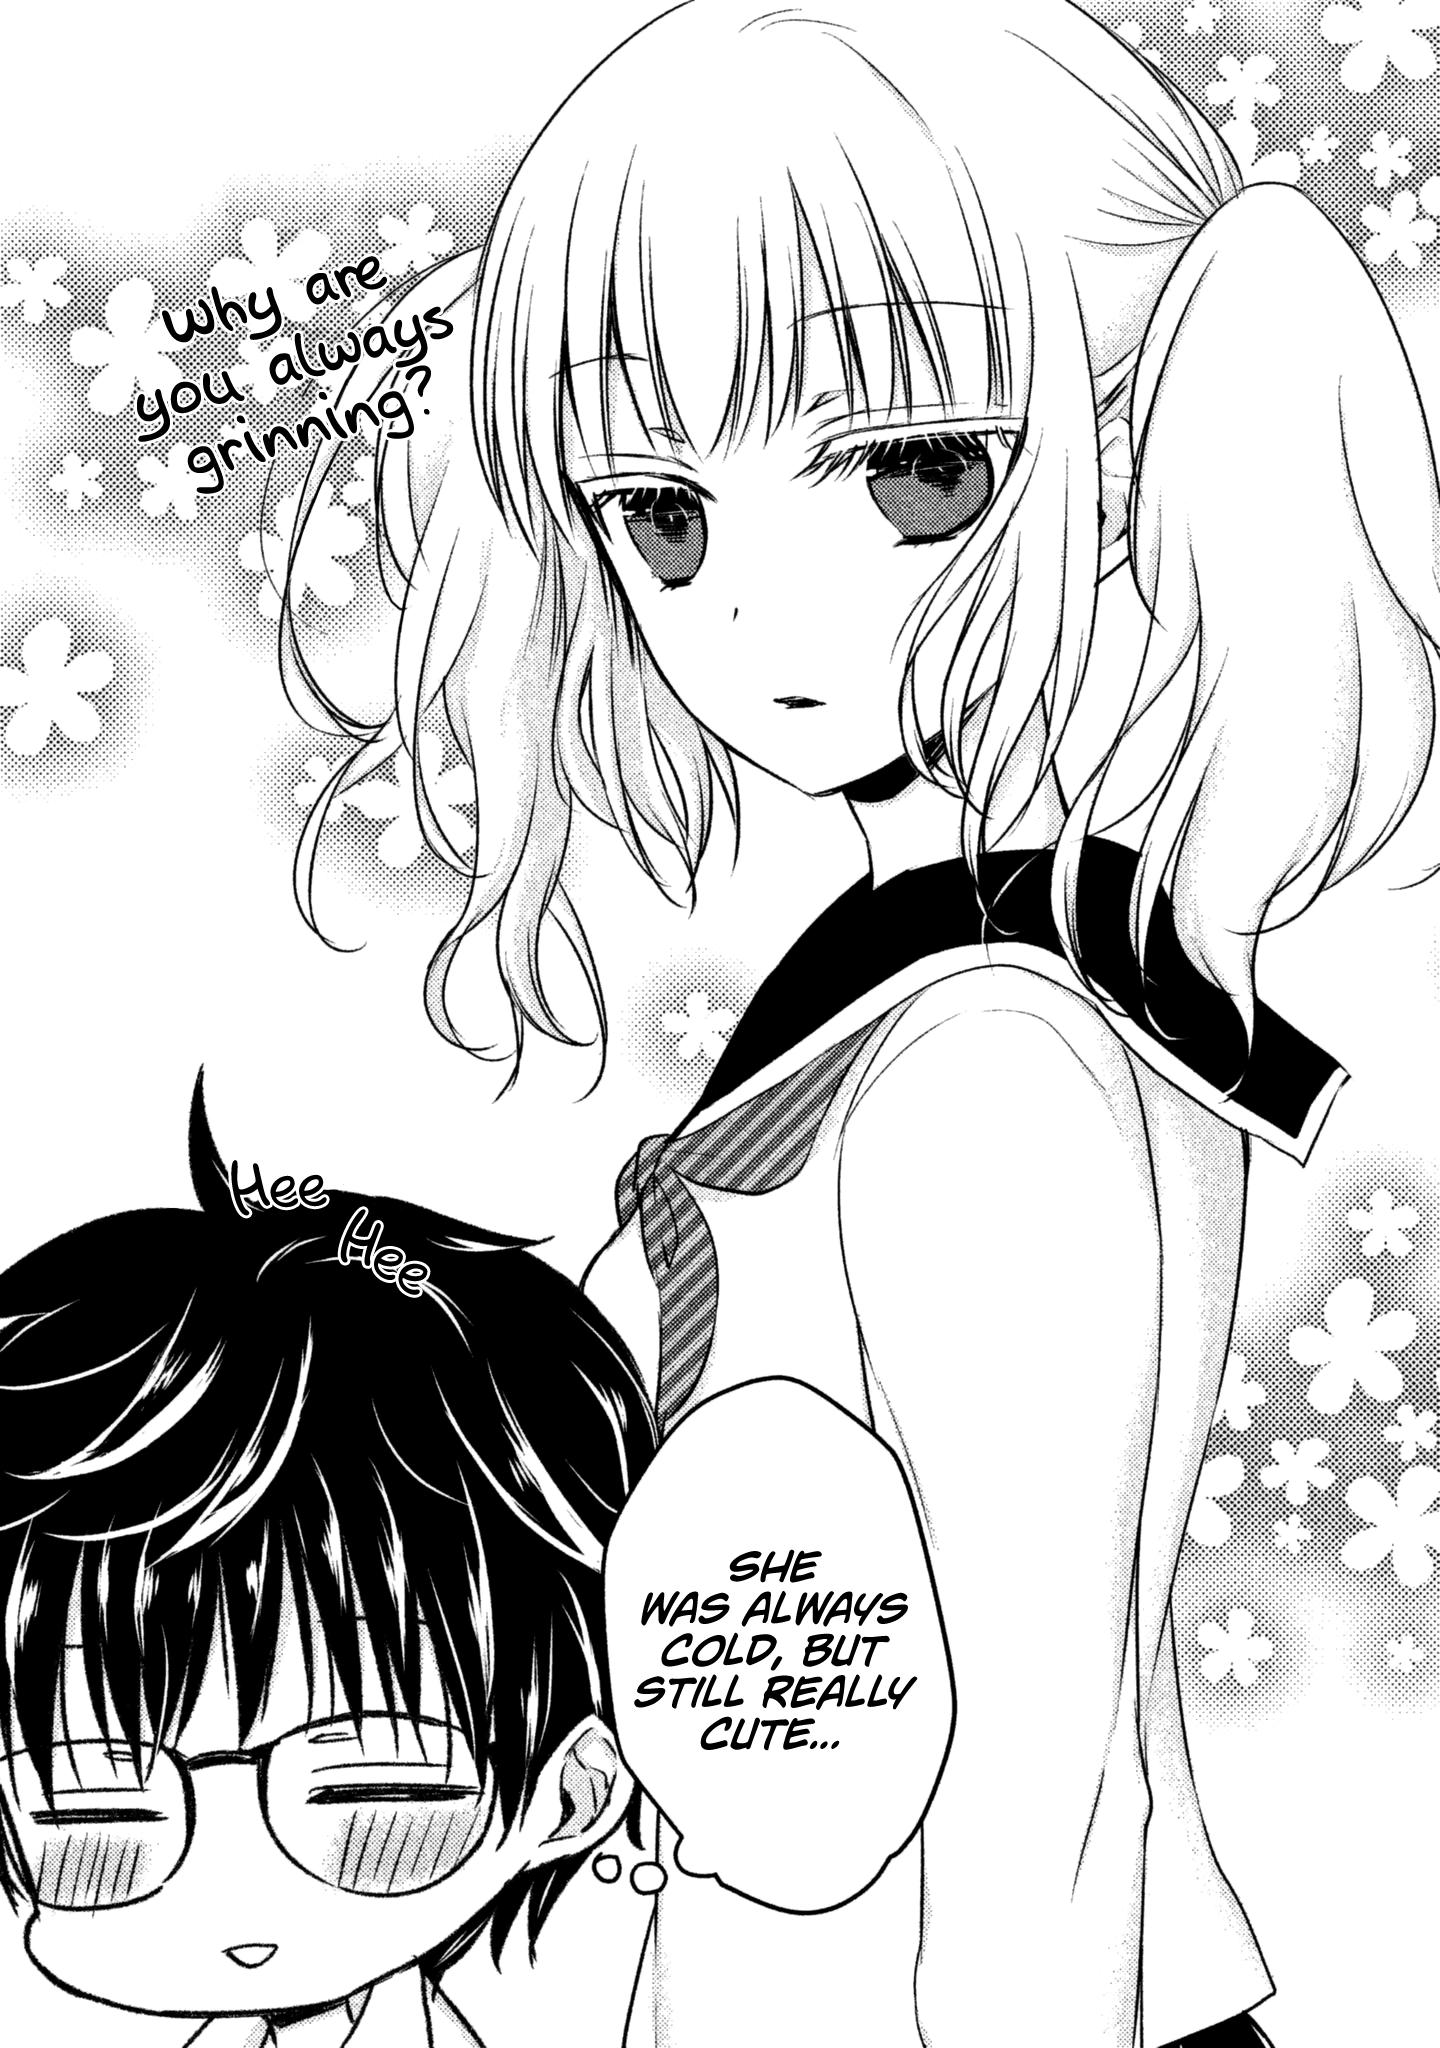 Why are
you always
grinning?
Hee
Hee
SHE
WAS ALWAYS
COLD, BUT
STILL REALLY
CUTE...